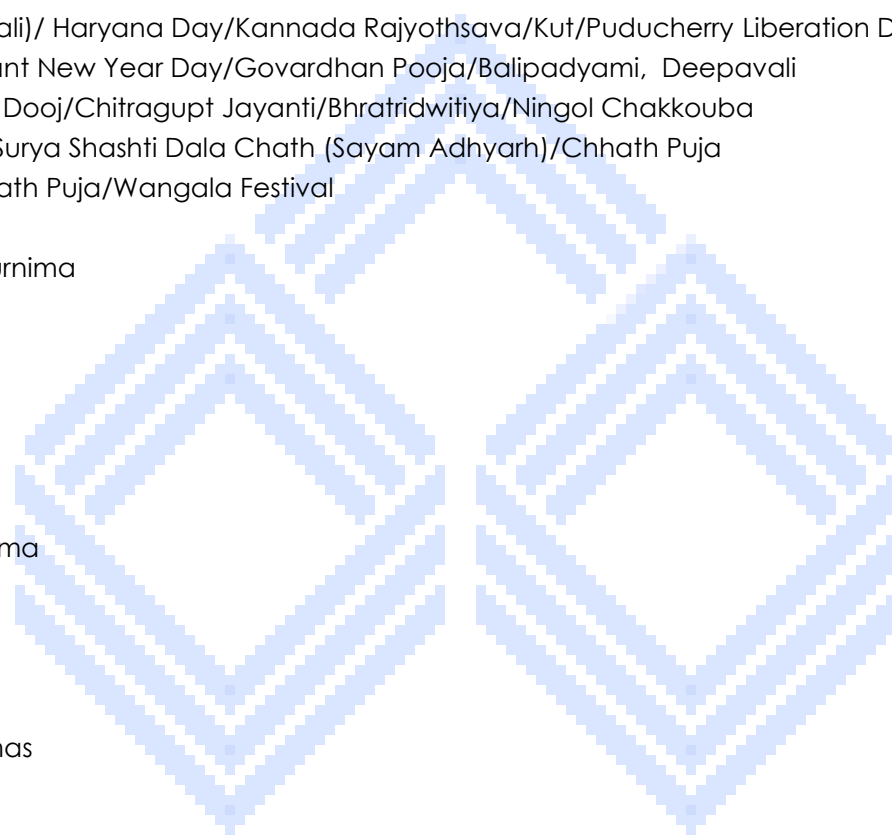 ali)/ Haryana Day/Kannada Rajyothsava/Kut/Puducherry Liberation D
ant New Year Day/Govardhan Pooja/Balipadyami, Deepavali
Dooj/Chitragupt Jayanti/Bhratridwitiya/Ningol Chakkouba
Surya Shashti Dala Chath (Sayam Adhyarh)/Chhath Puja
ath Puja/Wangala Festival
urnima
ma
nas